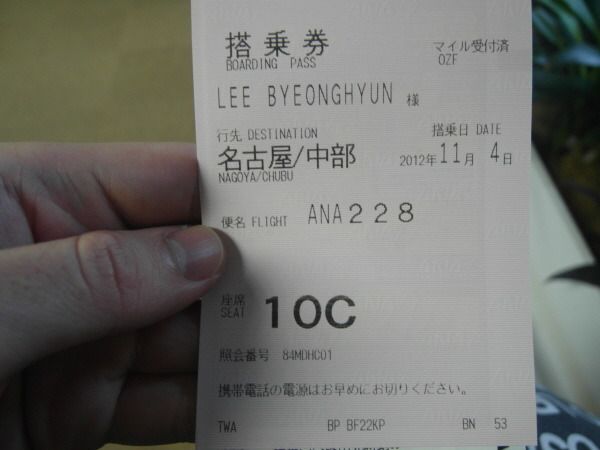 搭乗券
BOARDING PASS
マイル受付済
OZF
LEE BYEONGHYUN 様
行先 DESTINATION
搭乗日 DATE
名古屋/中部
2012年11月 4日
NAGOYA/CHUBU
便名 FLIGHT ANA228
座席
SEAT
10C
照会番号 84MDHC01
携帯電話の電源はお早めにお切りください。
TWA BP BF22KP BN 53